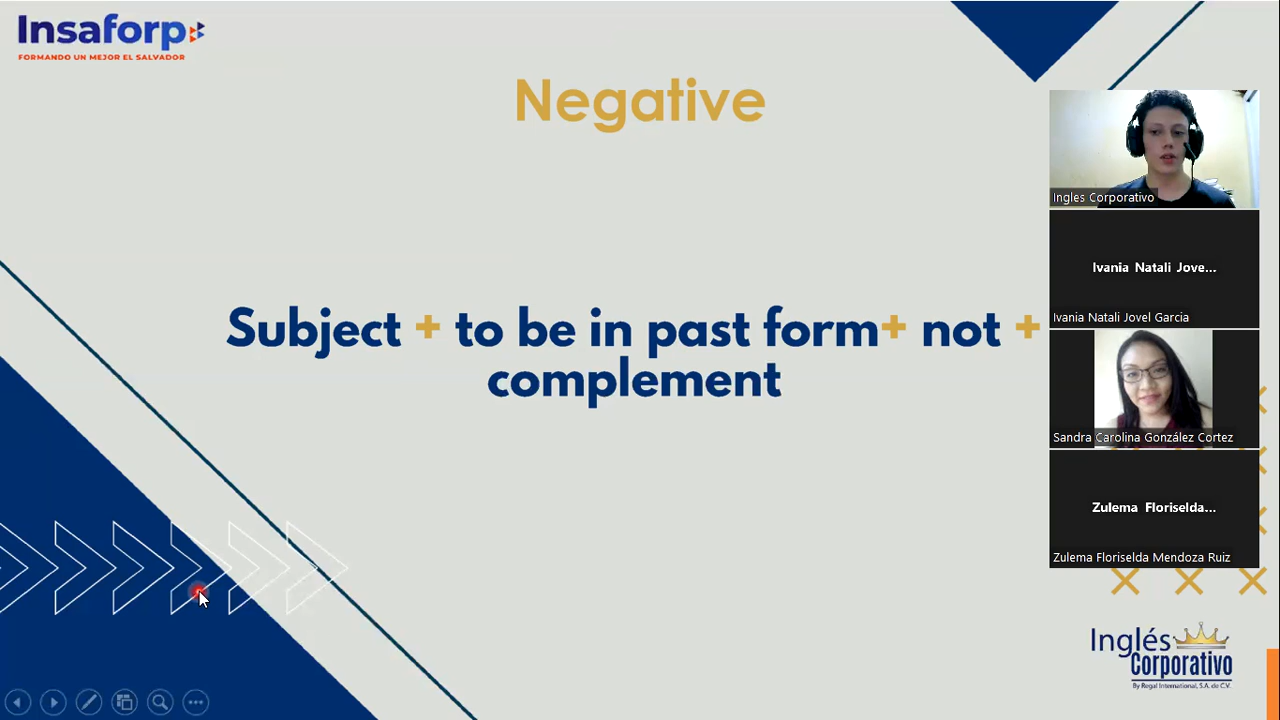 Insaforp
FORMANDO UN MEJOR EL SALVADOR
Negative
Subject + to be in past form+ not +
complement
Ingles Corporativo
Ivania Natali Jove...
Ivania Natali Jovel Garcia
Sandra Carolina González Cortez
Zulema Floriselda...
Zulema Floriselda Mendoza Ruiz
Inglés
Corporativo
By Regal International, S.A. de C.V.